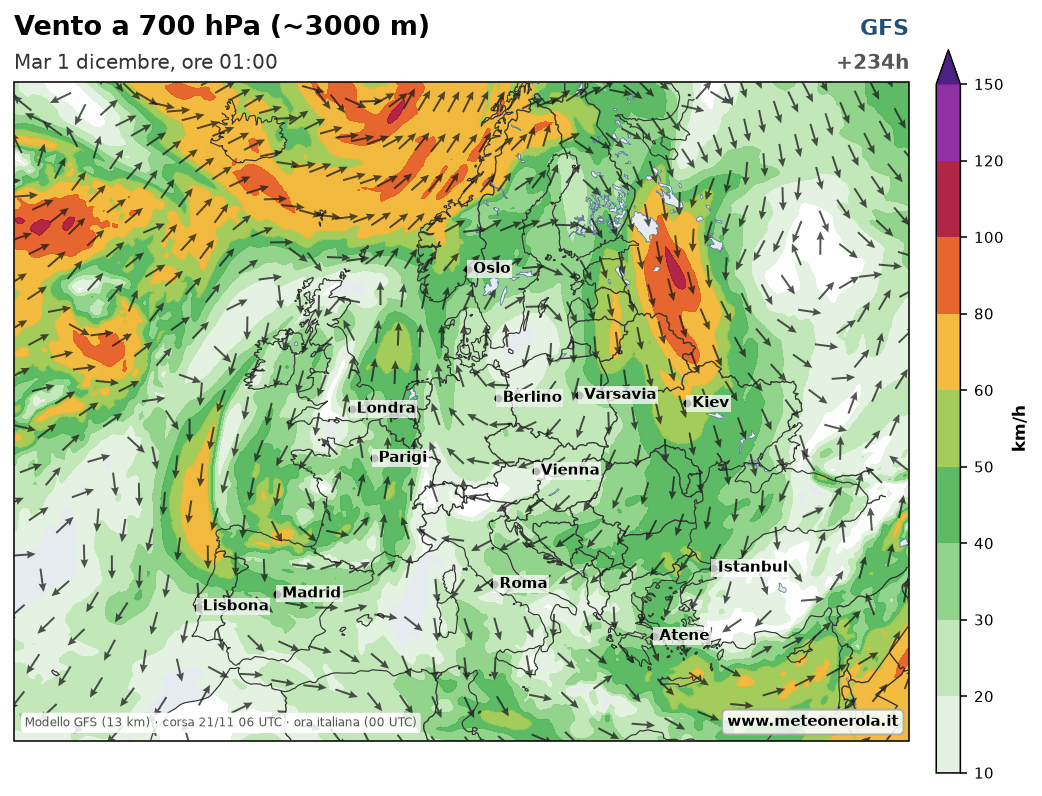 Vento a 700 hPa (~3000 m)
GFS
Mar 1 dicembre, ore 01:00
+234h
150
120
100
80
60
50
40
30
20
10
km/h
Oslo
Berlino
Varsavia
Kiev
Londra
Parigi
Vienna
Istanbul
Roma
Madrid
Lisbona
Atene
Modello GFS (13 km) · corsa 21/11 06 UTC · ora italiana (00 UTC)
www.meteonerola.it